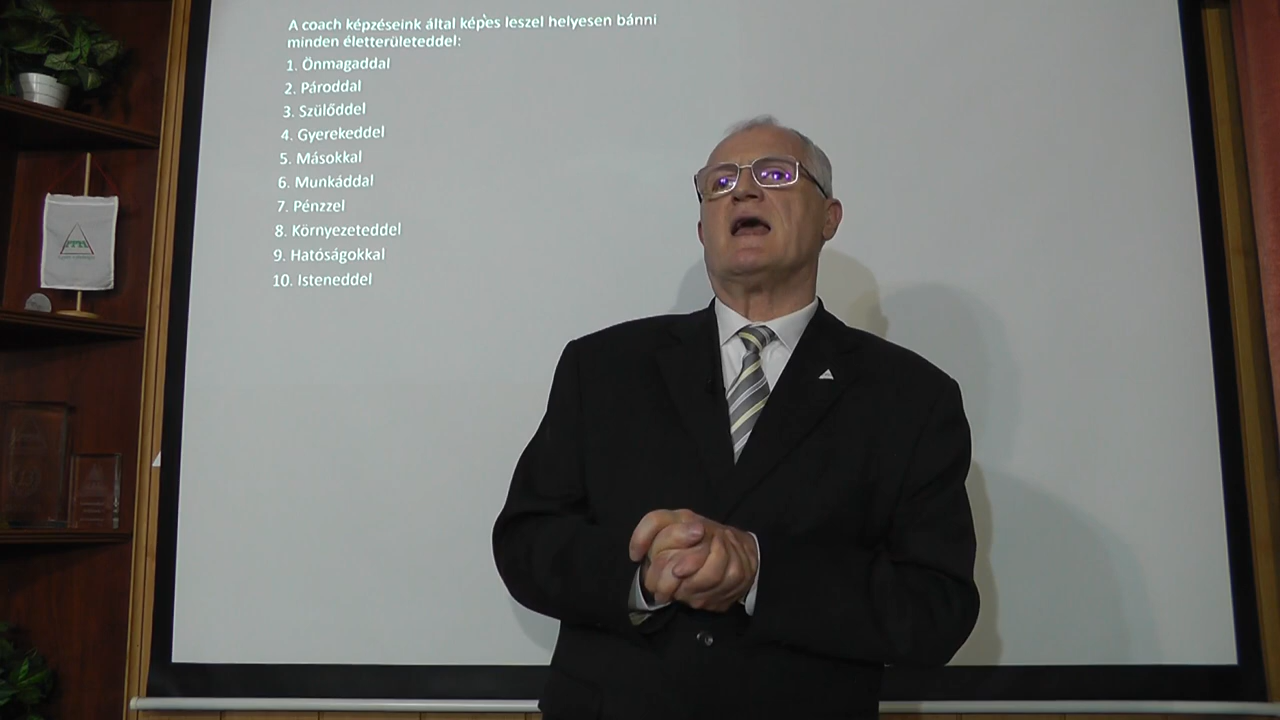 A coach képzéseink által képes leszel helyesen bánni
minden életterületeddel:
1. Önmagaddal
2. Pároddal
3. Szülőddel
4. Gyerekeddel
5. Másokkal
6. Munkáddal
7. Pénzzel
8. Környezeteddel
9. Hatóságokkal
10. Isteneddel